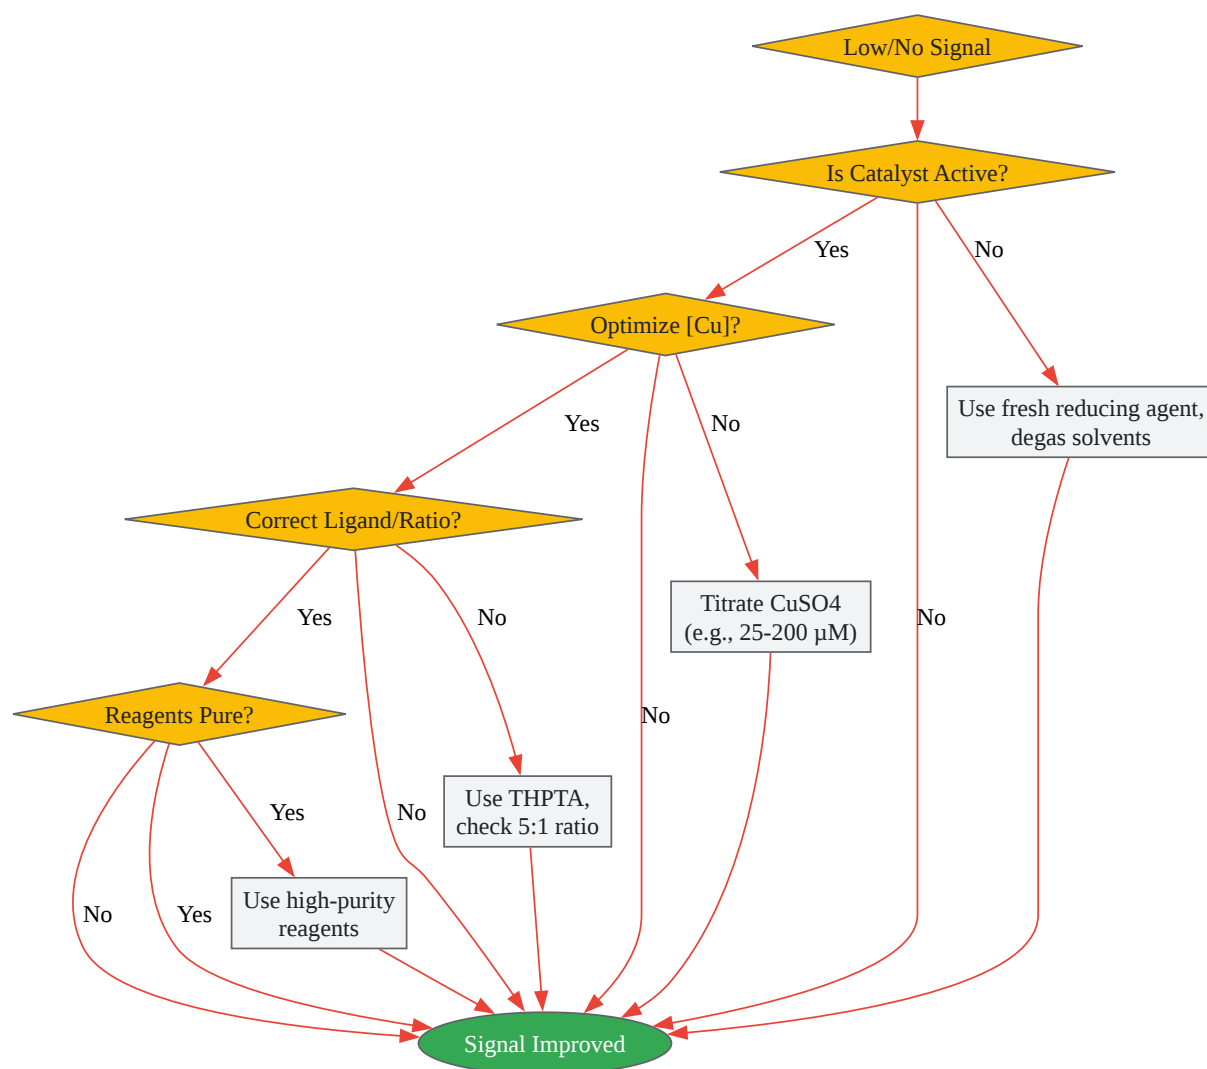 Low/No Signal
Is Catalyst Active?
Yes
No
Optimize [Cu]?
Use fresh reducing agent,
degas solvents
Yes
No
Correct Ligand/Ratio?
Titrate CuSO4
(e.g., 25-200 µM)
Yes
No
No
Reagents Pure?
No
Use THPTA,
check 5:1 ratio
Yes
No
Use high-purity
reagents
No
Yes
Signal Improved